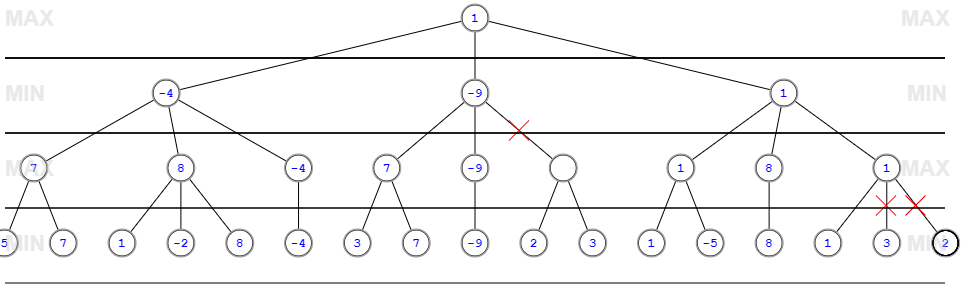 MAX 1 MAX
MIN -4 -9 1 MIN
MAX 7 8 -4 7 -9 1 8 1 MAX
MIN 5 7 1 -2 8 -4 3 7 -9 2 3 1 -5 8 1 3 2 MIN